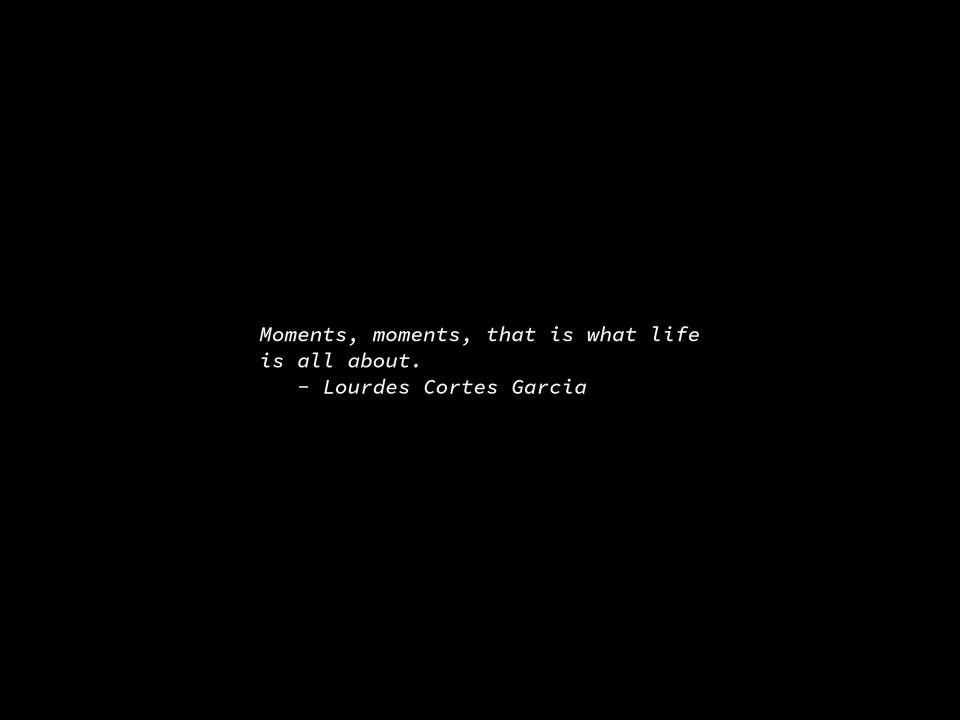 Moments, moments, that is what life
is all about.
– Lourdes Cortes Garcia